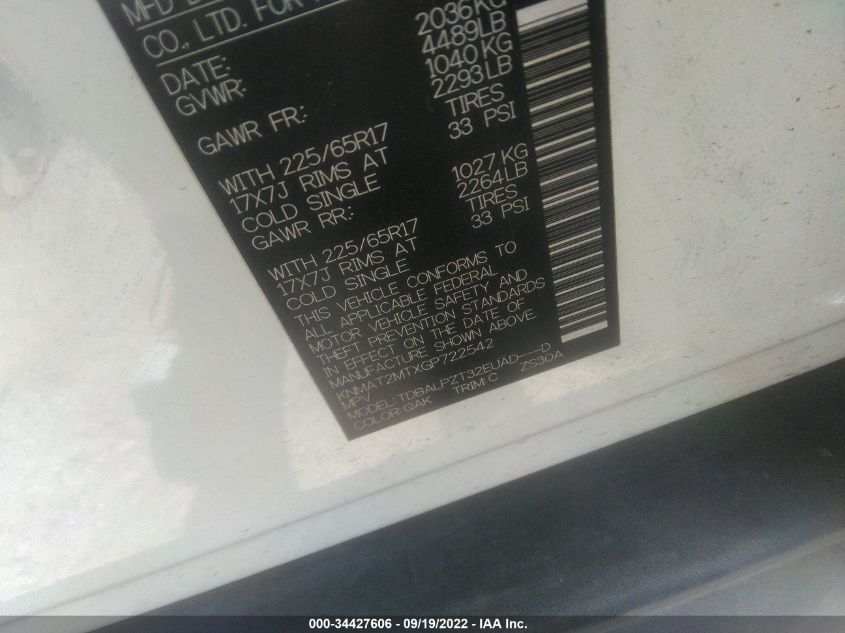 MFD
CO., LTD. FOR
DATE: 2036KG
GVWR: 4489LB
1040KG
GAWR FR: 2293LB
TIRES
WITH 225/65R17 33 PSI
17X7J RIMS AT
COLD SINGLE 1027KG
GAWR RR: 2264LB
TIRES
WITH 225/65R17 33 PSI
17X7J RIMS AT
COLD SINGLE
THIS VEHICLE CONFORMS TO
ALL APPLICABLE FEDERAL
MOTOR VEHICLE SAFETY AND
THEFT PREVENTION STANDARDS
IN EFFECT ON THE DATE OF
MANUFACTURE SHOWN ABOVE.
KNMAT2MTXGP722542
MPV
MODEL: TDBALPZT32EUAD----D
COLOR: QAK TRIM: C ZS30A
000-34427606 - 09/19/2022 - IAA Inc.